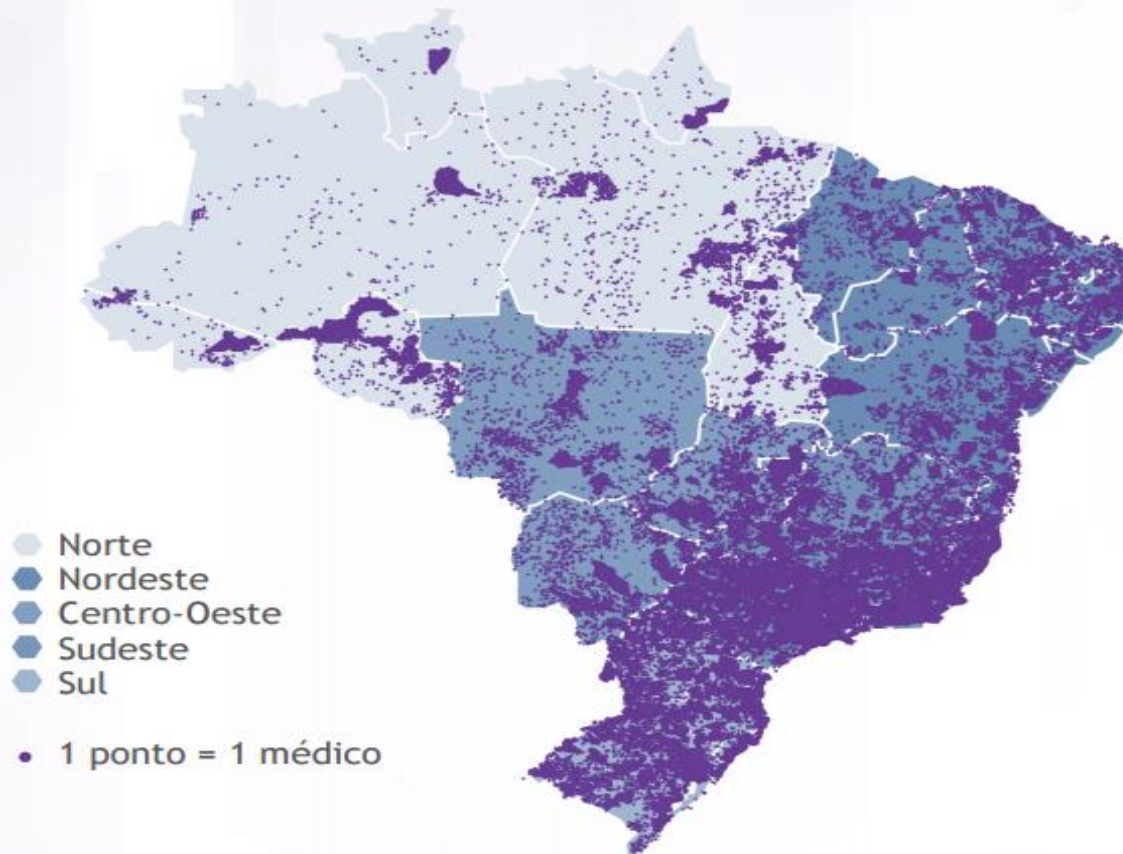 Norte
Nordeste
Centro-Oeste
Sudeste
Sul
1 ponto = 1 médico